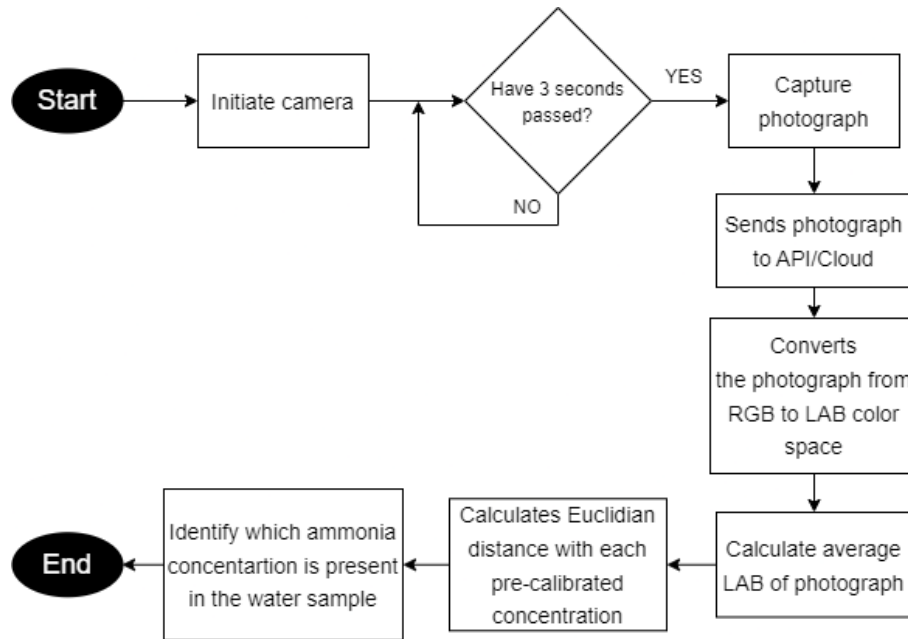 Start
Initiate camera
Have 3 seconds
passed?
YES
NO
Capture
photograph
Sends photograph
to API/Cloud
Converts
the photograph from
RGB to LAB color
space
Calculate average
LAB of photograph
Calculates Euclidian
distance with each
pre-calibrated
concentration
Identify which ammonia
concentartion is present
in the water sample
End